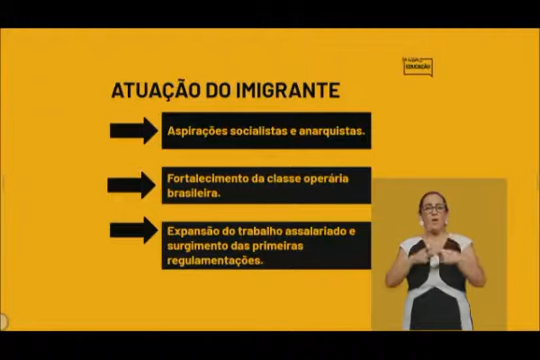 EDUCAÇÃO
ATUAÇÃO DO IMIGRANTE
Aspirações socialistas e anarquistas.
Fortalecimento da classe operária
brasileira.
Expansão do trabalho assalariado e
surgimento das primeiras
regulamentações.